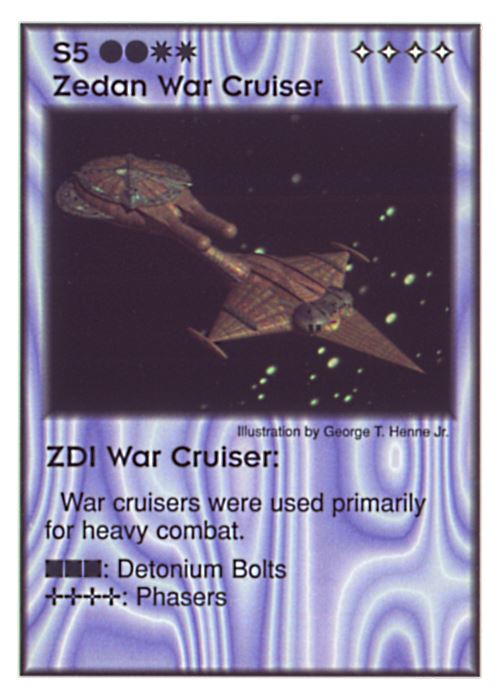 S5 ●●✷✷ ✧✧✧✧
Zedan War Cruiser
Illustration by George T. Henne Jr.
ZDI War Cruiser:
War cruisers were used primarily
for heavy combat.
■■■: Detonium Bolts
✢✢✢✢: Phasers